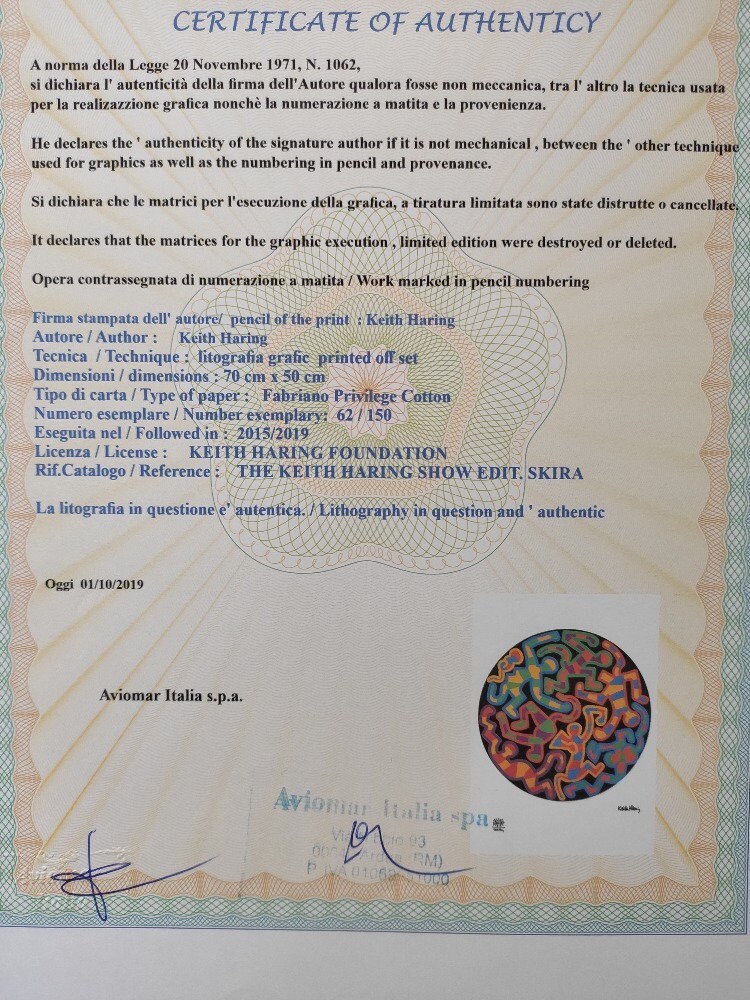 CERTIFICATE OF AUTHENTICY
A norma della Legge 20 Novembre 1971, N. 1062,
si dichiara l' autenticità della firma dell'Autore qualora fosse non meccanica, tra l' altro la tecnica usata
per la realizazzione grafica nonchè la numerazione a matita e la provenienza.
He declares the ' authenticity of the signature author if it is not mechanical , between the ' other technique
used for graphics as well as the numbering in pencil and provenance.
Si dichiara che le matrici per l'esecuzione della grafica, a tiratura limitata sono state distrutte o cancellate.
It declares that the matrices for the graphic execution , limited edition were destroyed or deleted.
Opera contrassegnata di numerazione a matita / Work marked in pencil numbering
Firma stampata dell' autore/ pencil of the print : Keith Haring
Autore / Author : Keith Haring
Tecnica / Technique : litografia grafic printed off set
Dimensioni / dimensions : 70 cm x 50 cm
Tipo di carta / Type of paper : Fabriano Privilege Cotton
Numero esemplare / Number exemplary: 62 / 150
Eseguita nel / Followed in : 2015/2019
Licenza / License : KEITH HARING FOUNDATION
Rif.Catalogo / Reference : THE KEITH HARING SHOW EDIT. SKIRA
La litografia in questione e' autentica. / Lithography in question and ' authentic
Oggi 01/10/2019
Aviomar Italia s.p.a.
Aviomar Italia spa
93
(RM)